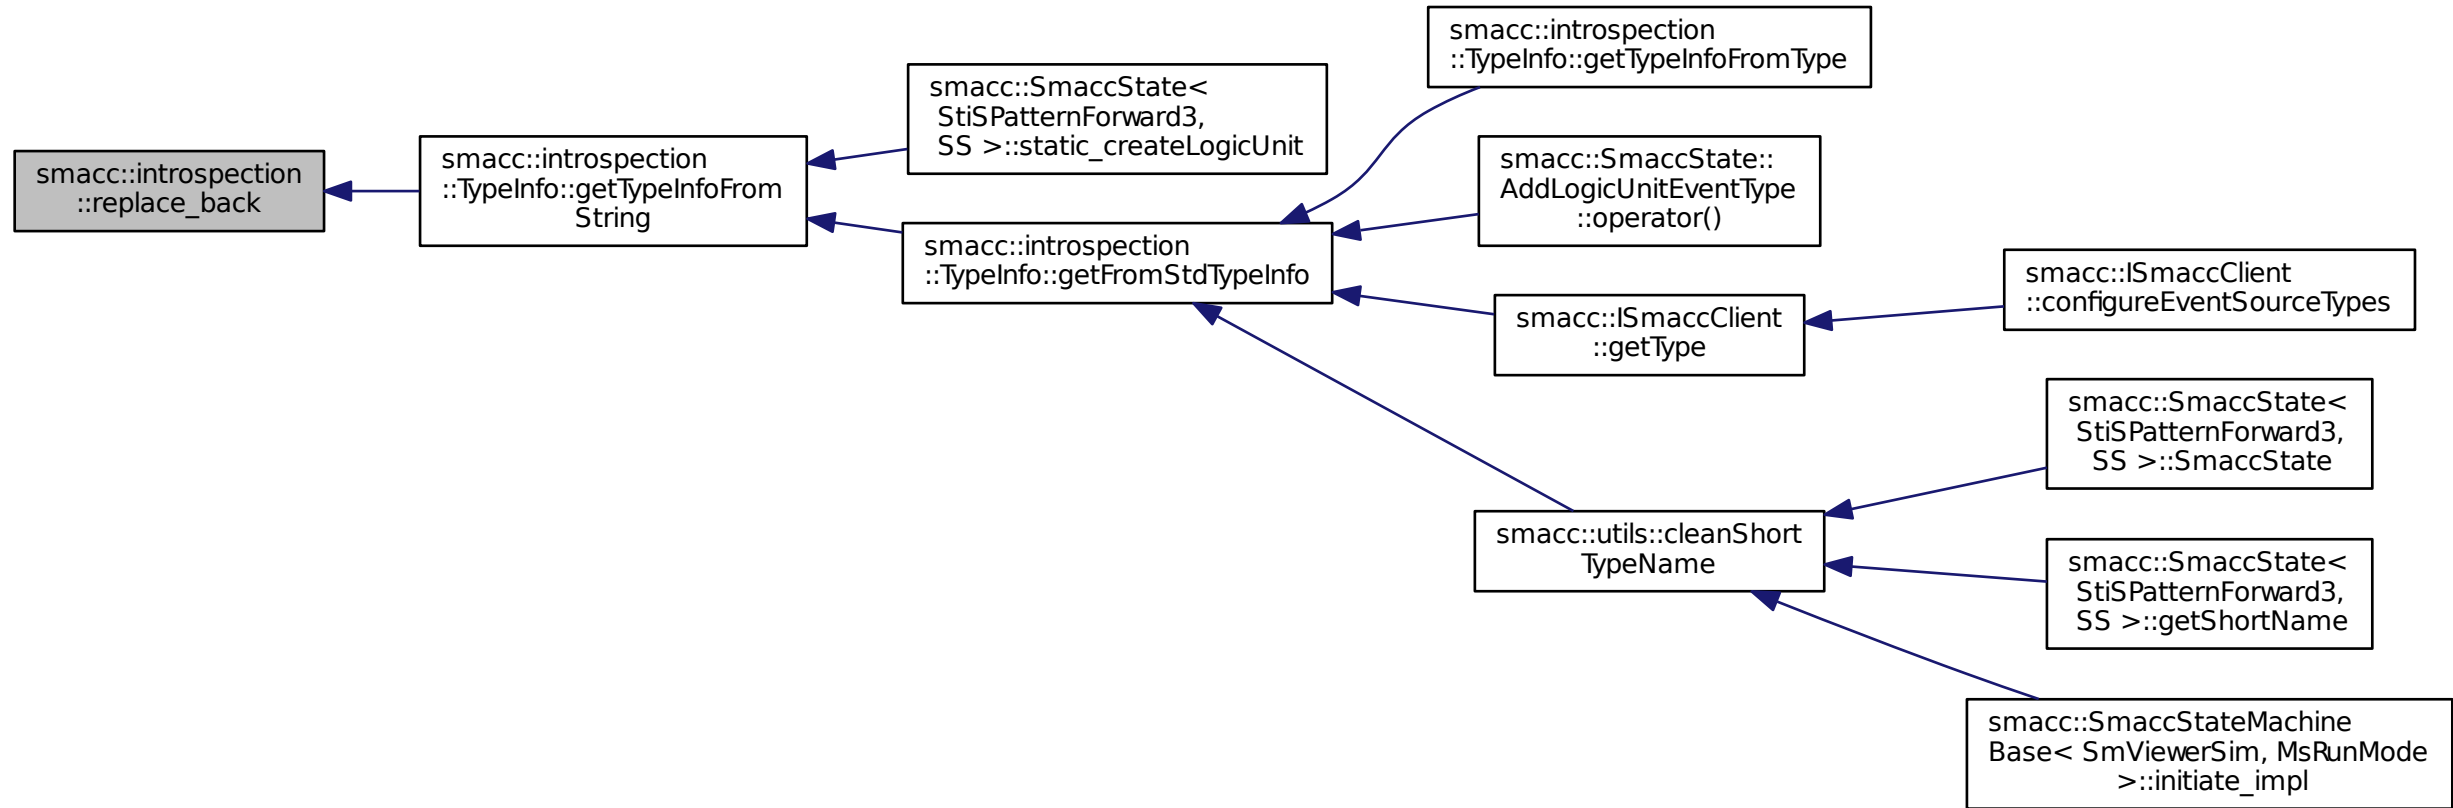 smacc::introspection
::replace_back
smacc::introspection
::TypeInfo::getTypeInfoFrom
String
smacc::SmaccState<
StiSPatternForward3,
SS >::static_createLogicUnit
smacc::introspection
::TypeInfo::getFromStdTypeInfo
smacc::introspection
::TypeInfo::getTypeInfoFromType
smacc::SmaccState::
AddLogicUnitEventType
::operator()
smacc::ISmaccClient
::getType
smacc::ISmaccClient
::configureEventSourceTypes
smacc::utils::cleanShort
TypeName
smacc::SmaccState<
StiSPatternForward3,
SS >::SmaccState
smacc::SmaccState<
StiSPatternForward3,
SS >::getShortName
smacc::SmaccStateMachine
Base< SmViewerSim, MsRunMode
>::initiate_impl